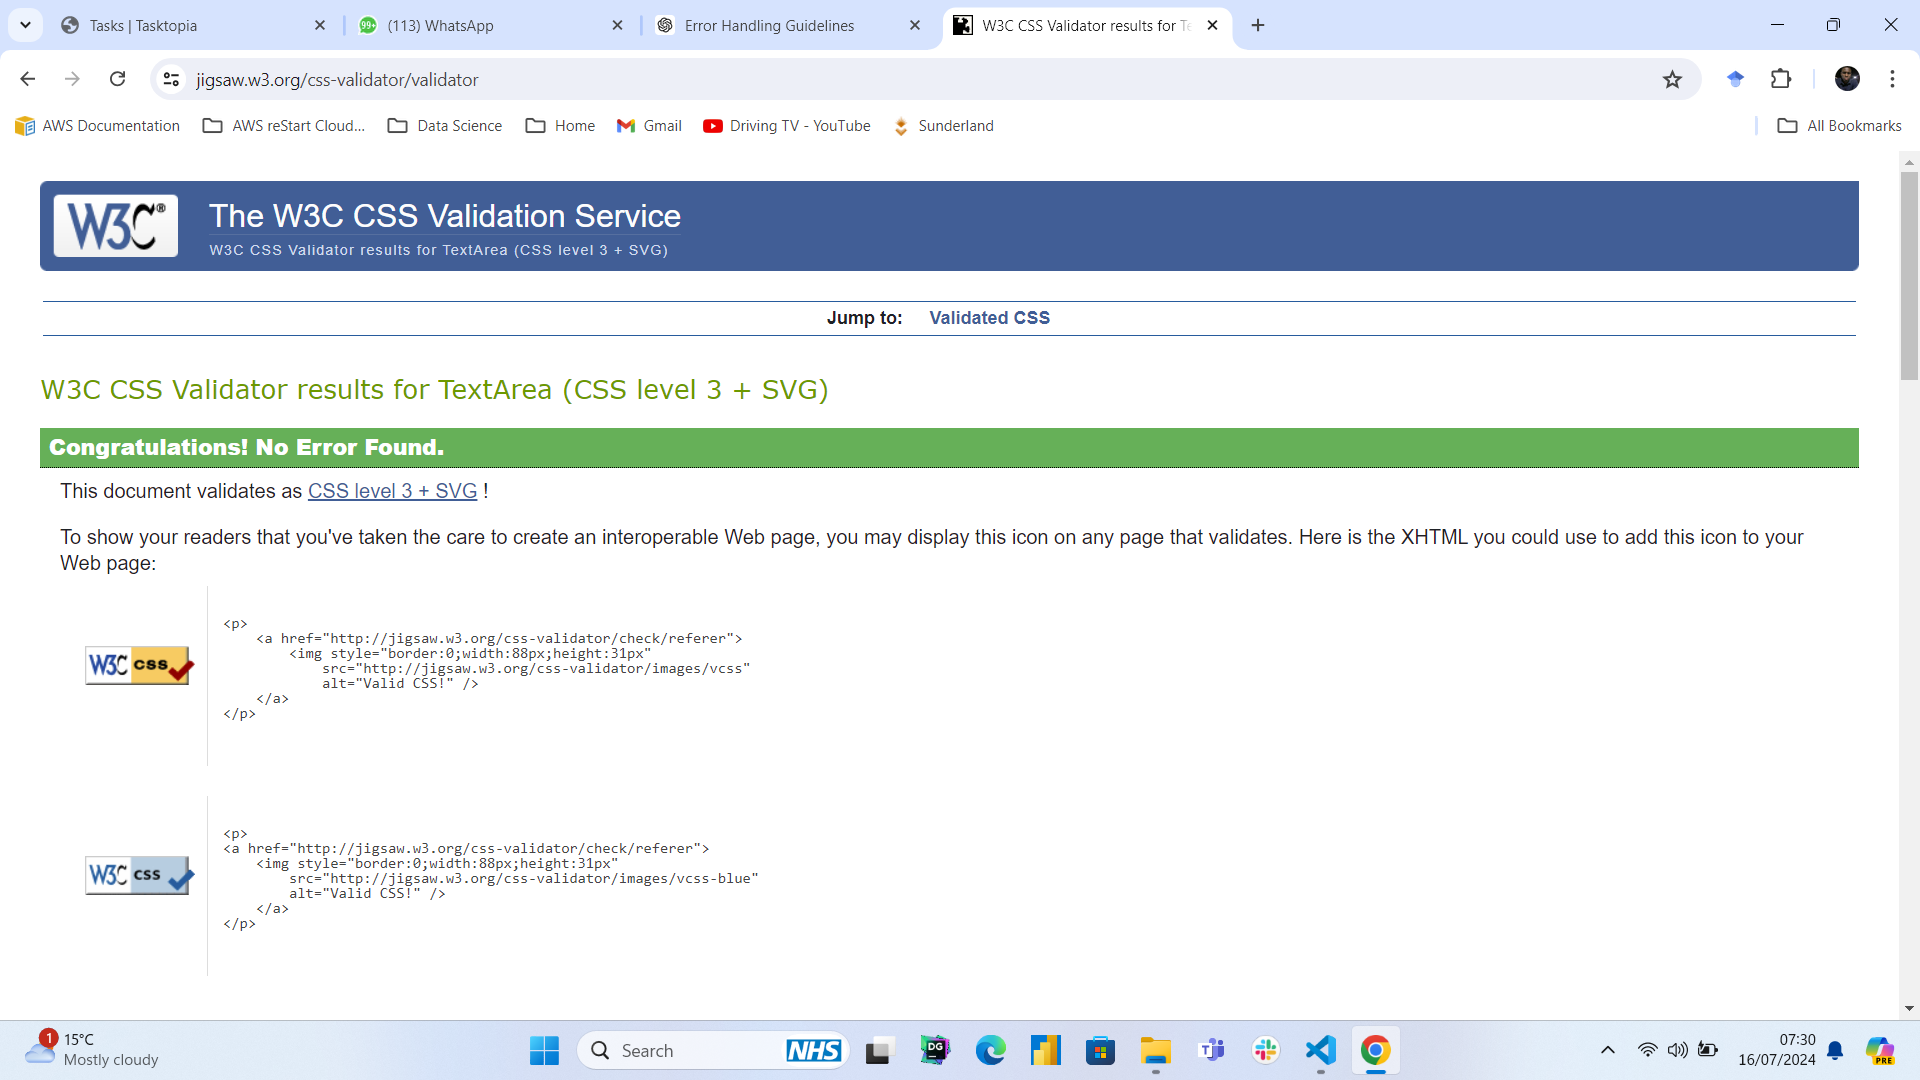 Tasks | Tasktopia
99+
(113) WhatsApp
Error Handling Guidelines
W3C CSS Validator results for Te
jigsaw.w3.org/css-validator/validator
AWS Documentation
AWS reStart Cloud...
Data Science
Home
Gmail
Driving TV - YouTube
Sunderland
All Bookmarks
W3C®
The W3C CSS Validation Service
W3C CSS Validator results for TextArea (CSS level 3 + SVG)
Jump to: Validated CSS
W3C CSS Validator results for TextArea (CSS level 3 + SVG)
Congratulations! No Error Found.
This document validates as CSS level 3 + SVG !
To show your readers that you've taken the care to create an interoperable Web page, you may display this icon on any page that validates. Here is the XHTML you could use to add this icon to your
Web page:
W3C css
<p>
<a href="http://jigsaw.w3.org/css-validator/check/referer">
<img style="border:0;width:88px;height:31px"
src="http://jigsaw.w3.org/css-validator/images/vcss"
alt="Valid CSS!" />
</a>
</p>
W3C css
<p>
<a href="http://jigsaw.w3.org/css-validator/check/referer">
<img style="border:0;width:88px;height:31px"
src="http://jigsaw.w3.org/css-validator/images/vcss-blue"
alt="Valid CSS!" />
</a>
</p>
1
15°C
Mostly cloudy
Search
NHS
DG
T
07:30
16/07/2024
PRE